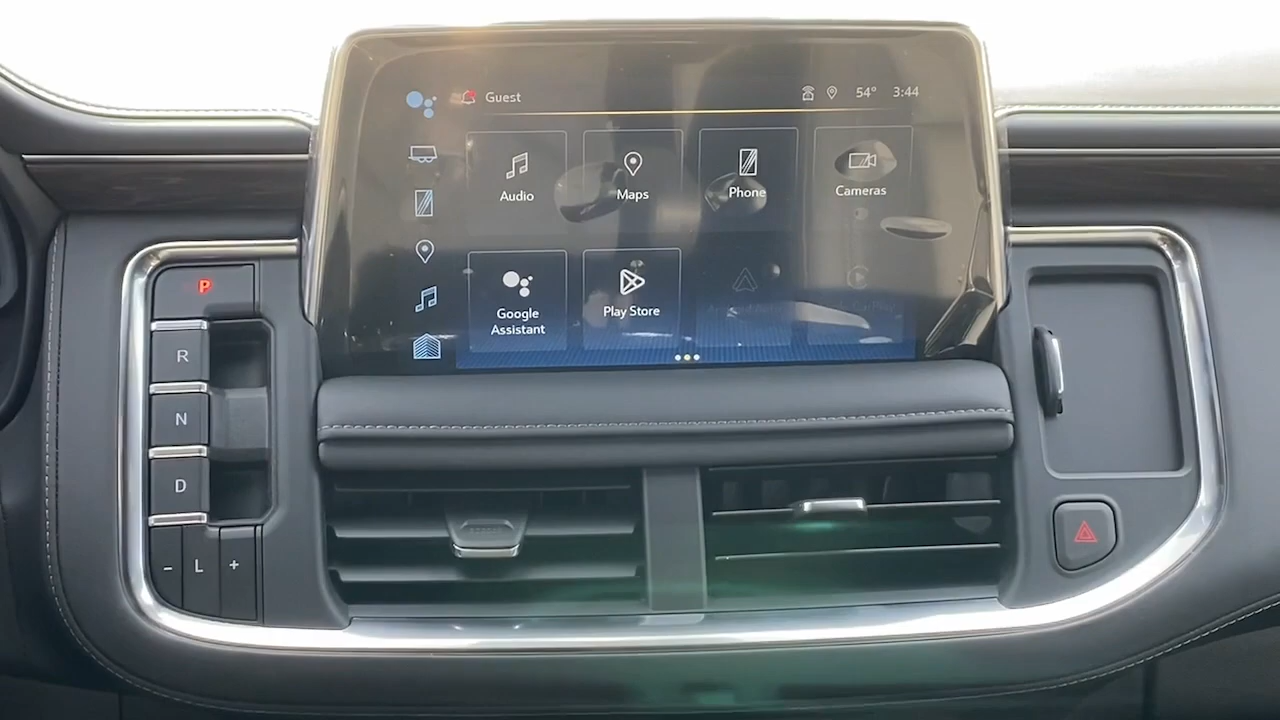 Guest
54° 3:44
Audio
Maps
Phone
Cameras
Google
Assistant
Play Store
P
R
N
D
- L +